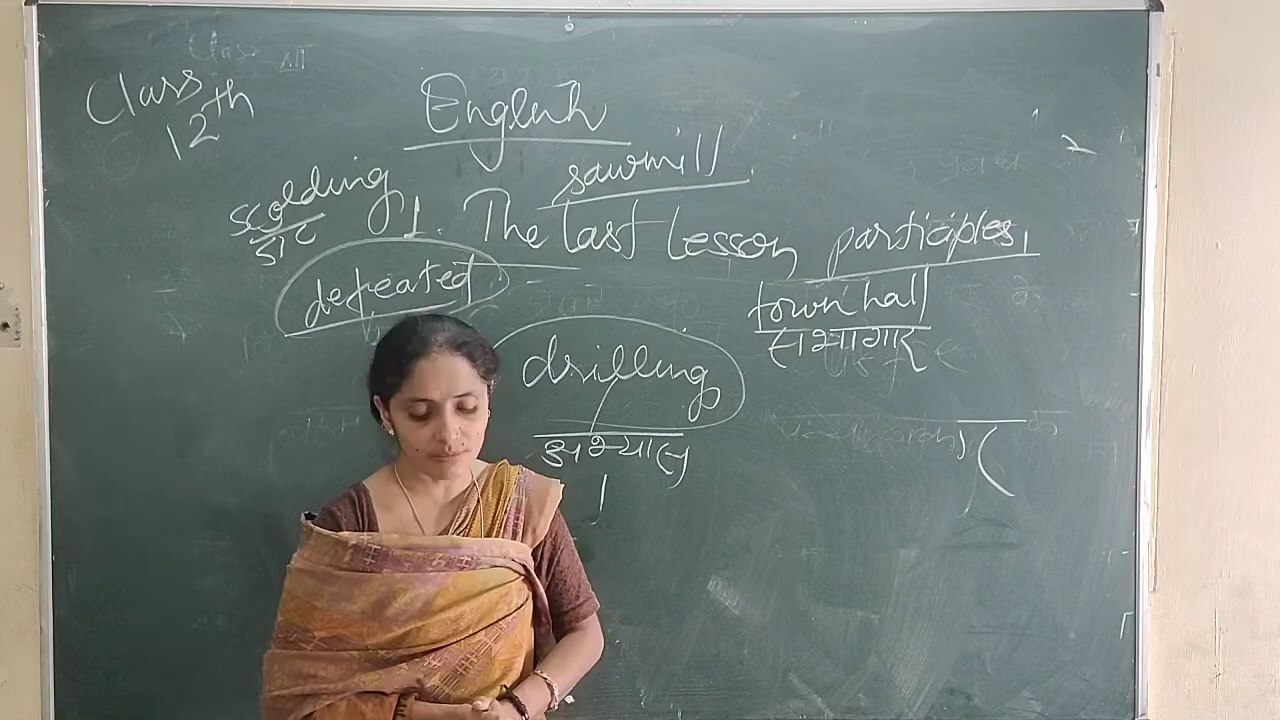 Class
12th
English
scolding
डाट
sawmill
1. The last lesson
participles,
defeated
town hall
सभागार
drilling
अभ्यास